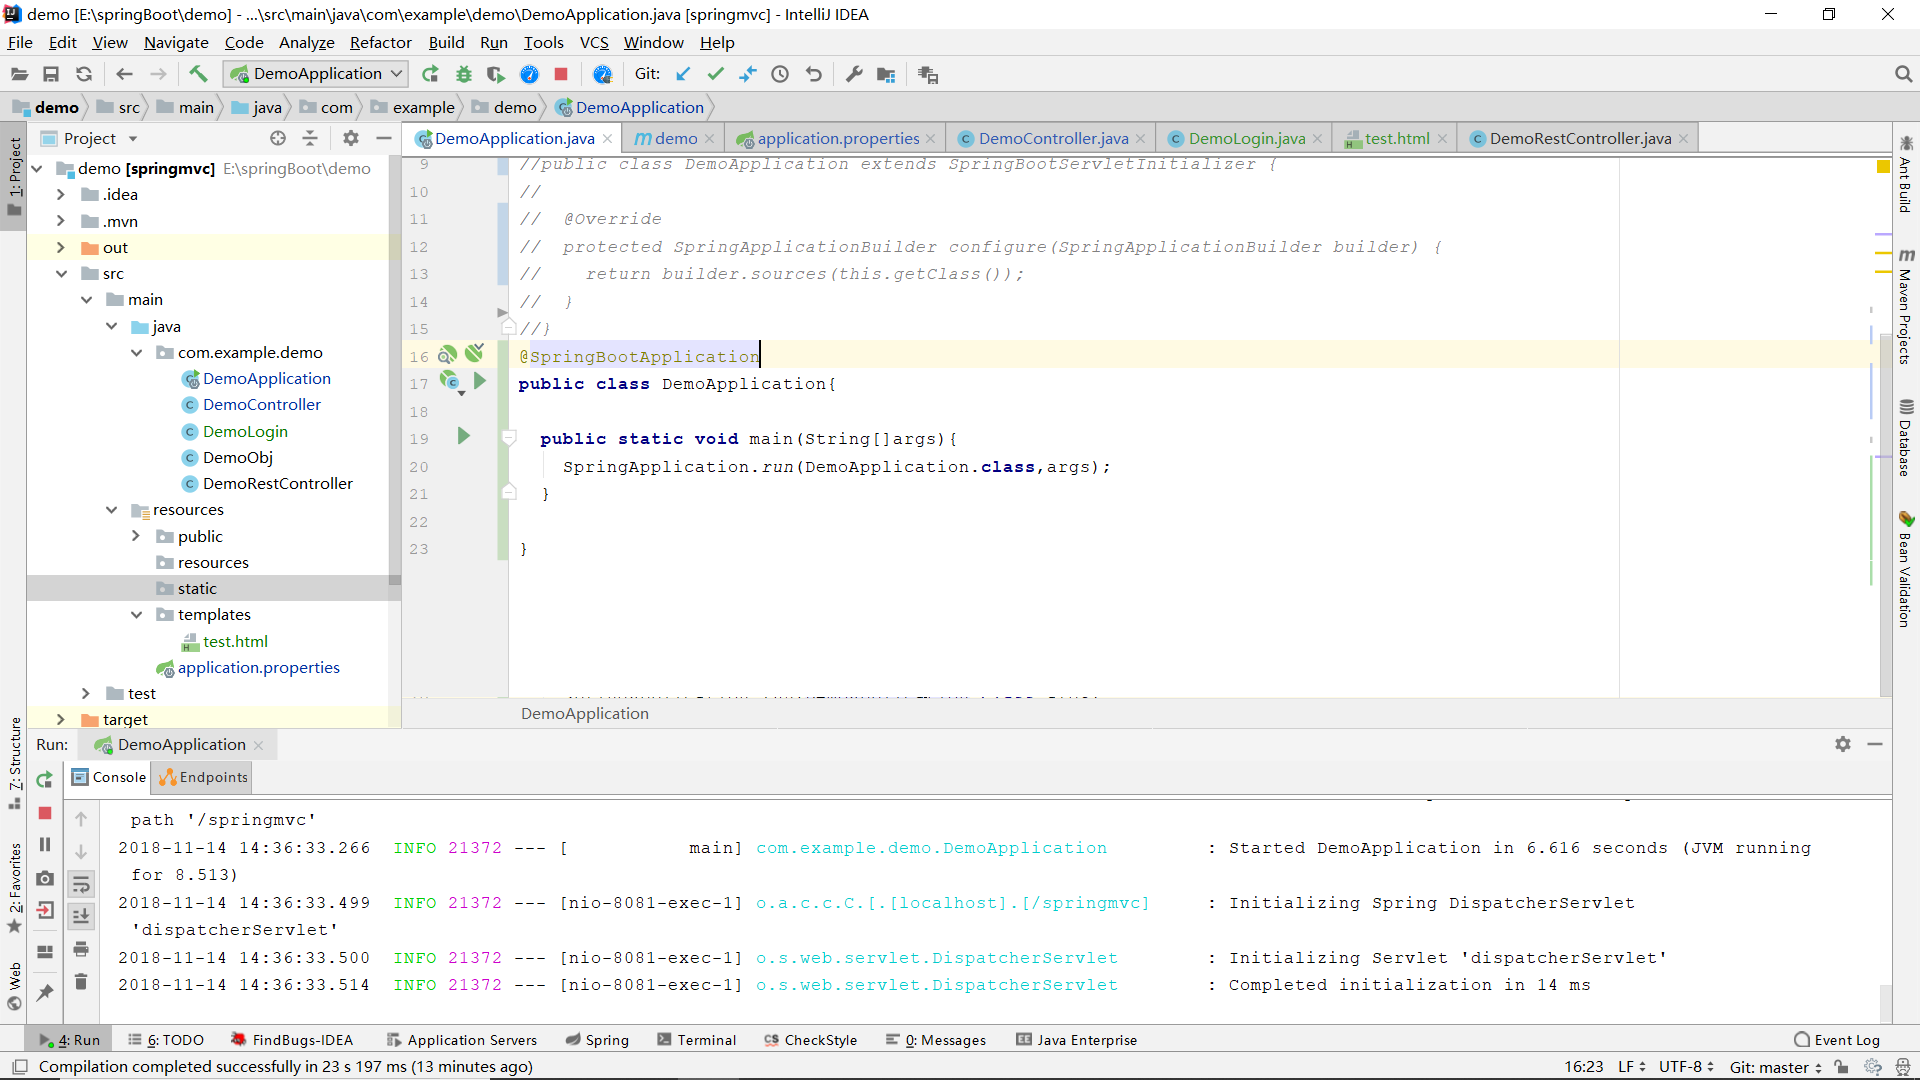 demo [E:\springBoot\demo] - ...\src\main\java\com\example\demo\DemoApplication.java [springmvc] - IntelliJ IDEA
File Edit View Navigate Code Analyze Refactor Build Run Tools VCS Window Help
DemoApplication Git:
demo src main java com example demo DemoApplication
Project
DemoApplication.java demo application.properties DemoController.java DemoLogin.java test.html DemoRestController.java
1: Project
7: Structure
2: Favorites
Web
demo [springmvc] E:\springBoot\demo
.idea
.mvn
out
src
main
java
com.example.demo
DemoApplication
DemoController
DemoLogin
DemoObj
DemoRestController
resources
public
resources
static
templates
test.html
application.properties
test
target
9 //public class DemoApplication extends SpringBootServletInitializer {
10 //
11 // @Override
12 // protected SpringApplicationBuilder configure(SpringApplicationBuilder builder) {
13 // return builder.sources(this.getClass());
14 // }
15 //}
16 @SpringBootApplication
17 public class DemoApplication{
18
19 public static void main(String[]args){
20 SpringApplication.run(DemoApplication.class,args);
21 }
22
23 }
DemoApplication
Ant Build
Maven Projects
Database
Bean Validation
Run: DemoApplication
Console Endpoints
path '/springmvc'
2018-11-14 14:36:33.266 INFO 21372 --- [ main] com.example.demo.DemoApplication : Started DemoApplication in 6.616 seconds (JVM running
for 8.513)
2018-11-14 14:36:33.499 INFO 21372 --- [nio-8081-exec-1] o.a.c.c.C.[.[localhost].[/springmvc] : Initializing Spring DispatcherServlet
'dispatcherServlet'
2018-11-14 14:36:33.500 INFO 21372 --- [nio-8081-exec-1] o.s.web.servlet.DispatcherServlet : Initializing Servlet 'dispatcherServlet'
2018-11-14 14:36:33.514 INFO 21372 --- [nio-8081-exec-1] o.s.web.servlet.DispatcherServlet : Completed initialization in 14 ms
4: Run 6: TODO FindBugs-IDEA Application Servers Spring Terminal CheckStyle 0: Messages Java Enterprise Event Log
Compilation completed successfully in 23 s 197 ms (13 minutes ago) 16:23 LF UTF-8 Git: master